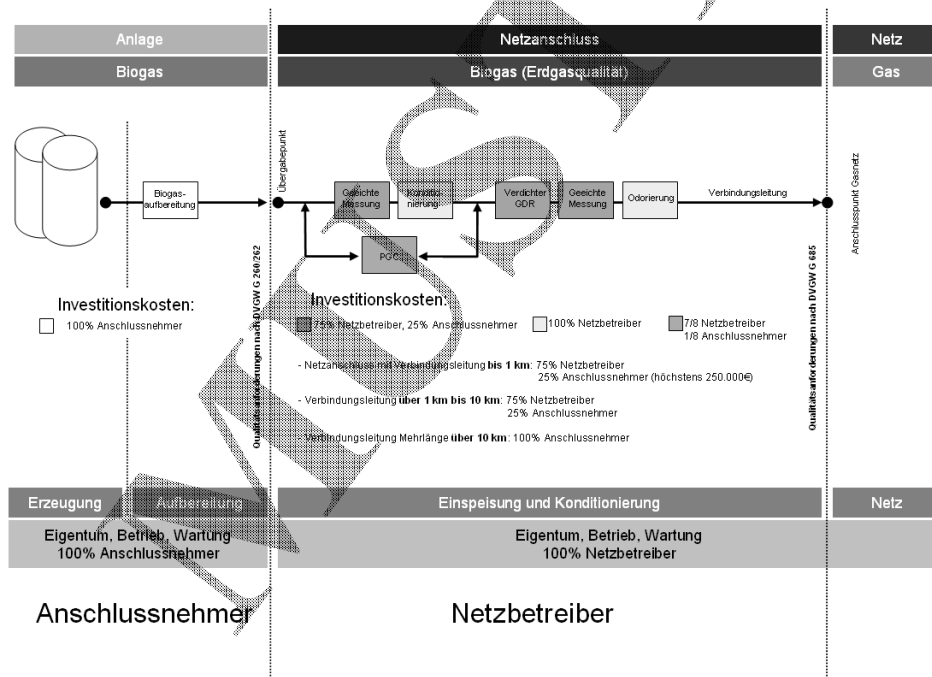 Anlage
Netzanschluss
Netz
Biogas
Biogas (Erdgasqualität)
Gas
Übergabepunkt
Anschlusspunkt Gasnetz
Biogas-
aufbereitung
Geeichte
Messung
Konditio-
nierung
Verdichter
GDR
Geeichte
Messung
Odorierung
Verbindungsleitung
PGC
Qualitätsanforderungen nach DVGW G 260/262
Qualitätsanforderungen nach DVGW G 685
Investitionskosten:
100% Anschlussnehmer
Investitionskosten:
75% Netzbetreiber, 25% Anschlussnehmer
100% Netzbetreiber
7/8 Netzbetreiber
1/8 Anschlussnehmer
- Netzanschluss mit Verbindungsleitung bis 1 km: 75% Netzbetreiber
25% Anschlussnehmer (höchstens 250.000€)
- Verbindungsleitung über 1 km bis 10 km: 75% Netzbetreiber
25% Anschlussnehmer
Verbindungsleitung Mehrlänge über 10 km: 100% Anschlussnehmer
Erzeugung
Aufbereitung
Einspeisung und Konditionierung
Netz
Eigentum, Betrieb, Wartung
100% Anschlussnehmer
Eigentum, Betrieb, Wartung
100% Netzbetreiber
Anschlussnehmer
Netzbetreiber